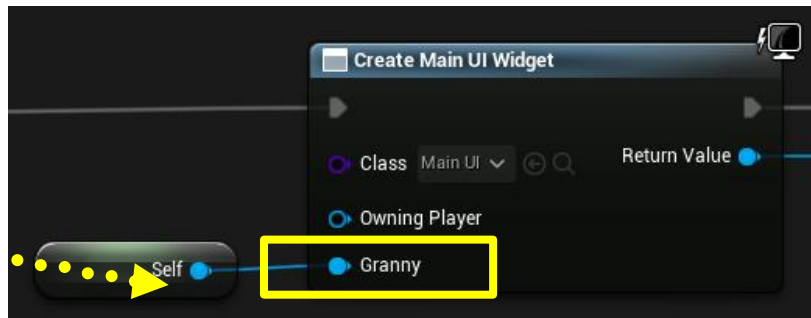 Create Main UI Widget
Class Main UI Return Value
Owning Player
Self Granny